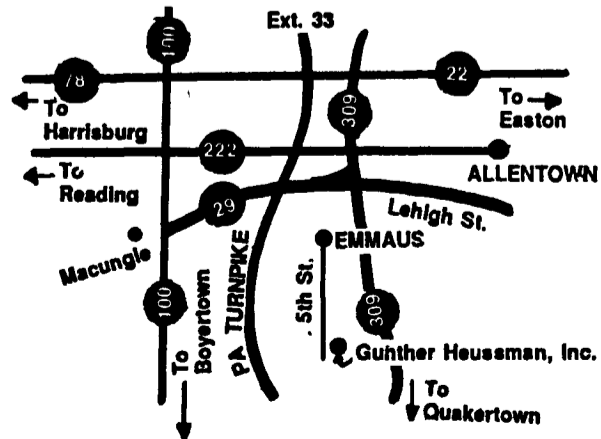 Ext. 33
100
78
22
To
Harrisburg
309
To
Easton
222
ALLENTOWN
To
Reading
29
Lehigh St.
Macungie
EMMAUS
100
To
Boyertown
PA TURNPIKE
5th St.
309
Gunther Heussman, Inc.
To
Quakertown